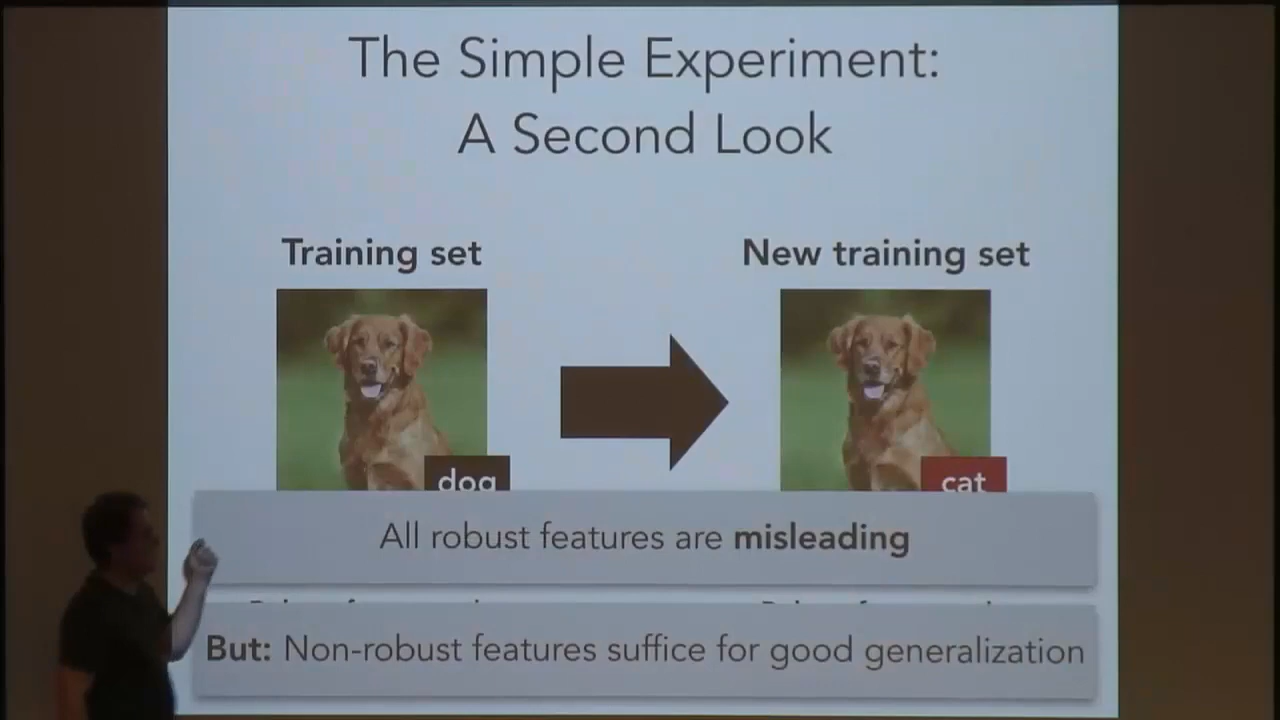 The Simple Experiment:
A Second Look
Training set
New training set
dog
cat
All robust features are misleading
But: Non-robust features suffice for good generalization